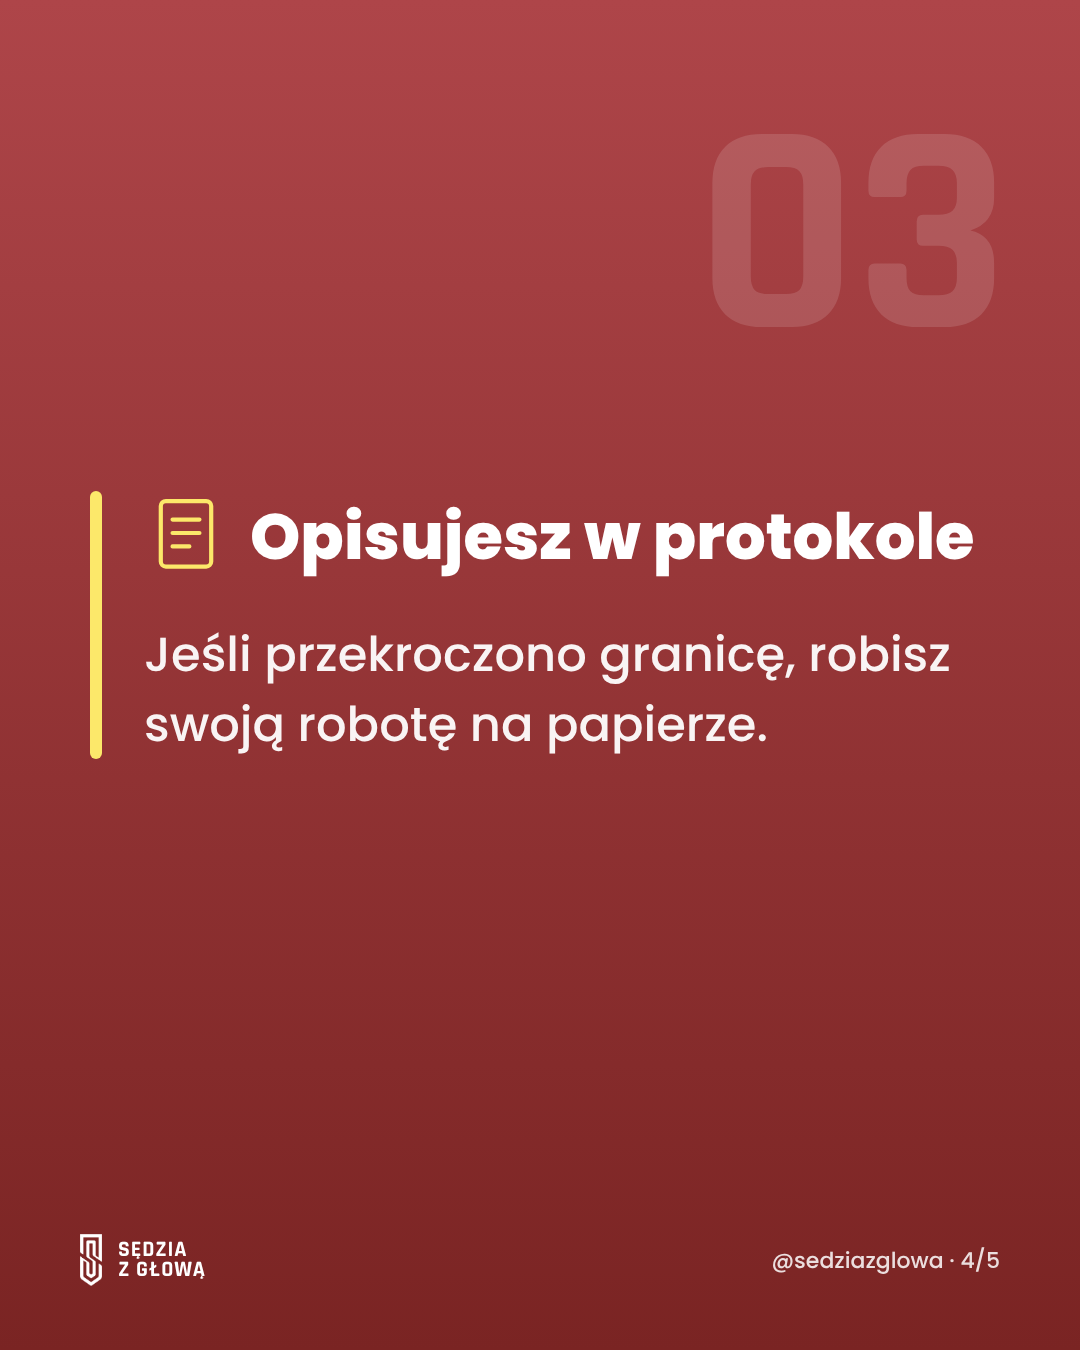 03
Opisujesz w protokole
Jeśli przekroczono granicę, robisz
swoją robotę na papierze.
SĘDZIA
Z GŁOWĄ
@sedziazglowa · 4/5